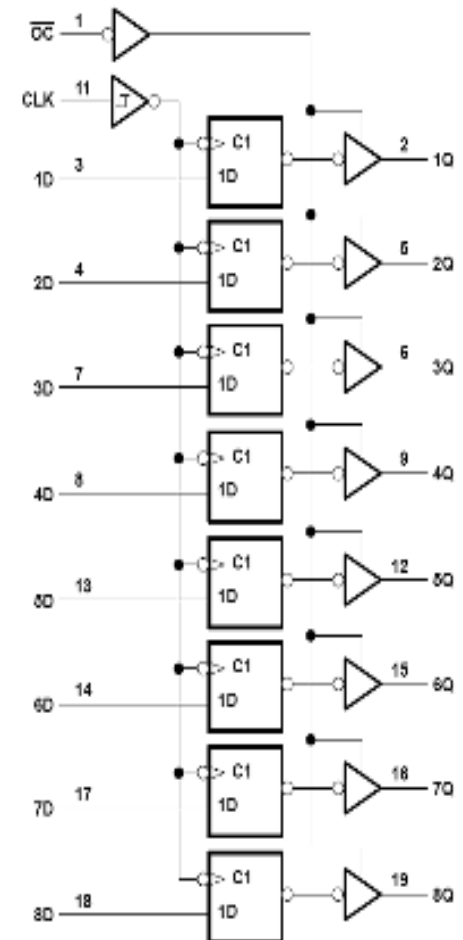 OC 1
CLK 11
C1
1D 3 1D 2 1Q
C1
2D 4 1D 5 2Q
C1
3D 7 1D 6 3Q
C1
4D 8 1D 9 4Q
C1
5D 13 1D 12 5Q
C1
6D 14 1D 15 6Q
C1
7D 17 1D 16 7Q
C1
8D 18 1D 19 8Q